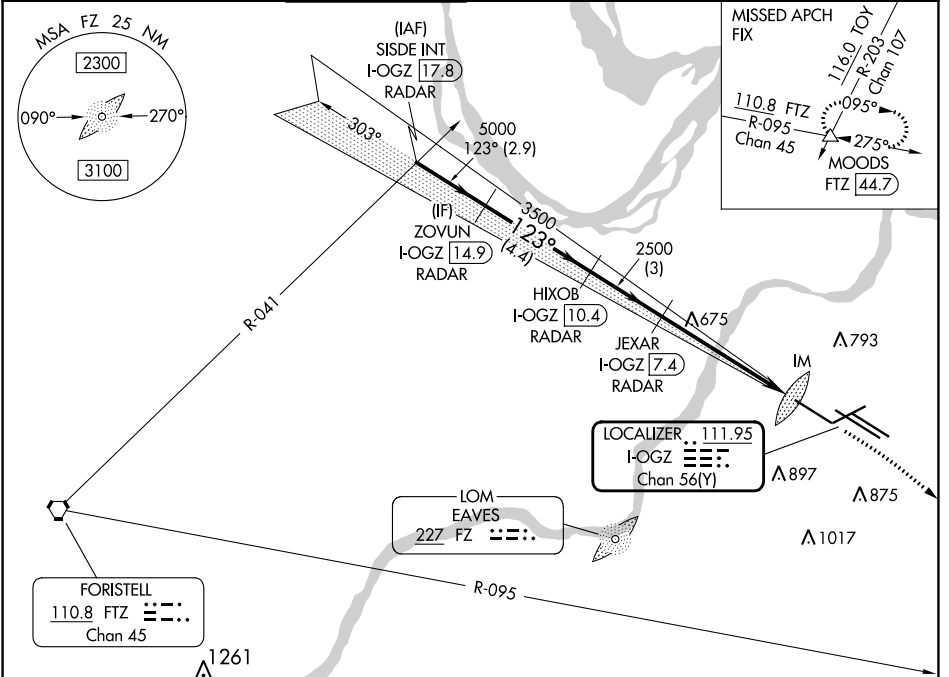 MSA FZ 25 NM
2300
090°
270°
3100
(IAF)
SISDE INT
I-OGZ 17.8
RADAR
303°
5000
123° (2.9)
(IF)
ZOVUN
I-OGZ 14.9
RADAR
3500
123°
(4.4)
2500
(3)
HIXOB
I-OGZ 10.4
RADAR
JEXAR
I-OGZ 7.4
RADAR
675
793
IM
MISSED APCH
FIX
116.0 TOY
R-203
Chan 107
110.8 FTZ
R-095
Chan 45
095°
275°
MOODS
FTZ 44.7
R-041
LOCALIZER 111.95
I-OGZ
Chan 56(Y)
897
875
1017
LOM
EAVES
227 FZ
R-095
FORISTELL
110.8 FTZ
Chan 45
1261